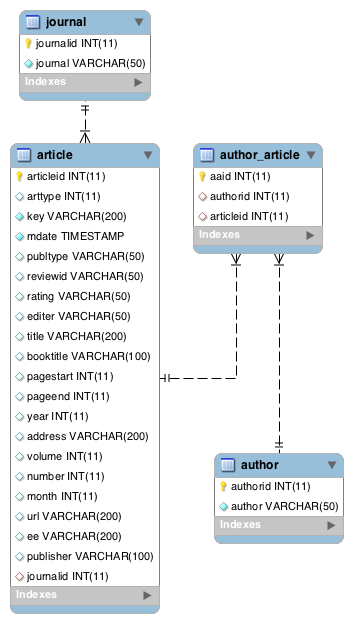 journal
journalid INT(11)
journal VARCHAR(50)
Indexes
article
articleid INT(11)
arttype INT(11)
key VARCHAR(200)
mdate TIMESTAMP
publtype VARCHAR(50)
reviewid VARCHAR(50)
rating VARCHAR(50)
editer VARCHAR(50)
title VARCHAR(200)
booktitle VARCHAR(100)
pagestart INT(11)
pageend INT(11)
year INT(11)
address VARCHAR(200)
volume INT(11)
number INT(11)
month INT(11)
url VARCHAR(200)
ee VARCHAR(200)
publisher VARCHAR(100)
journalid INT(11)
Indexes
author_article
aaid INT(11)
authorid INT(11)
articleid INT(11)
Indexes
author
authorid INT(11)
author VARCHAR(50)
Indexes